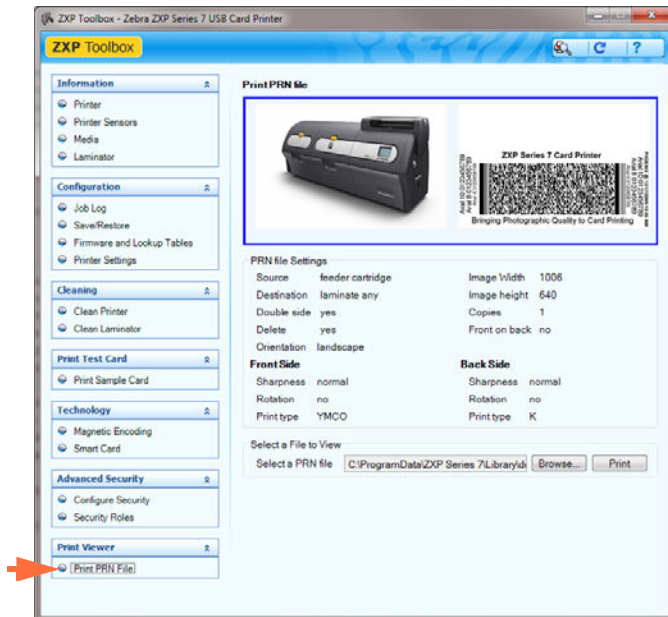 ZXP Toolbox - Zebra ZXP Series 7 USB Card Printer
ZXP Toolbox
?
Information
Printer
Printer Sensors
Media
Laminator
Configuration
Job Log
Save/Restore
Firmware and Lookup Tables
Printer Settings
Cleaning
Clean Printer
Clean Laminator
Print Test Card
Print Sample Card
Technology
Magnetic Encoding
Smart Card
Advanced Security
Configure Security
Security Roles
Print Viewer
Print PRN File
Print PRN file
ZXP Series 7 Card Printer
Bringing Photographic Quality to Card Printing
PRN file Settings
Source feeder cartridge Image Width 1006
Destination laminate any Image height 640
Double side yes Copies 1
Delete yes Front on back no
Orientation landscape
Front Side Back Side
Sharpness normal Sharpness normal
Rotation no Rotation no
Print type YMCO Print type K
Select a File to View
Select a PRN file C:\ProgramData\ZXP Series 7\Library\d Browse... Print